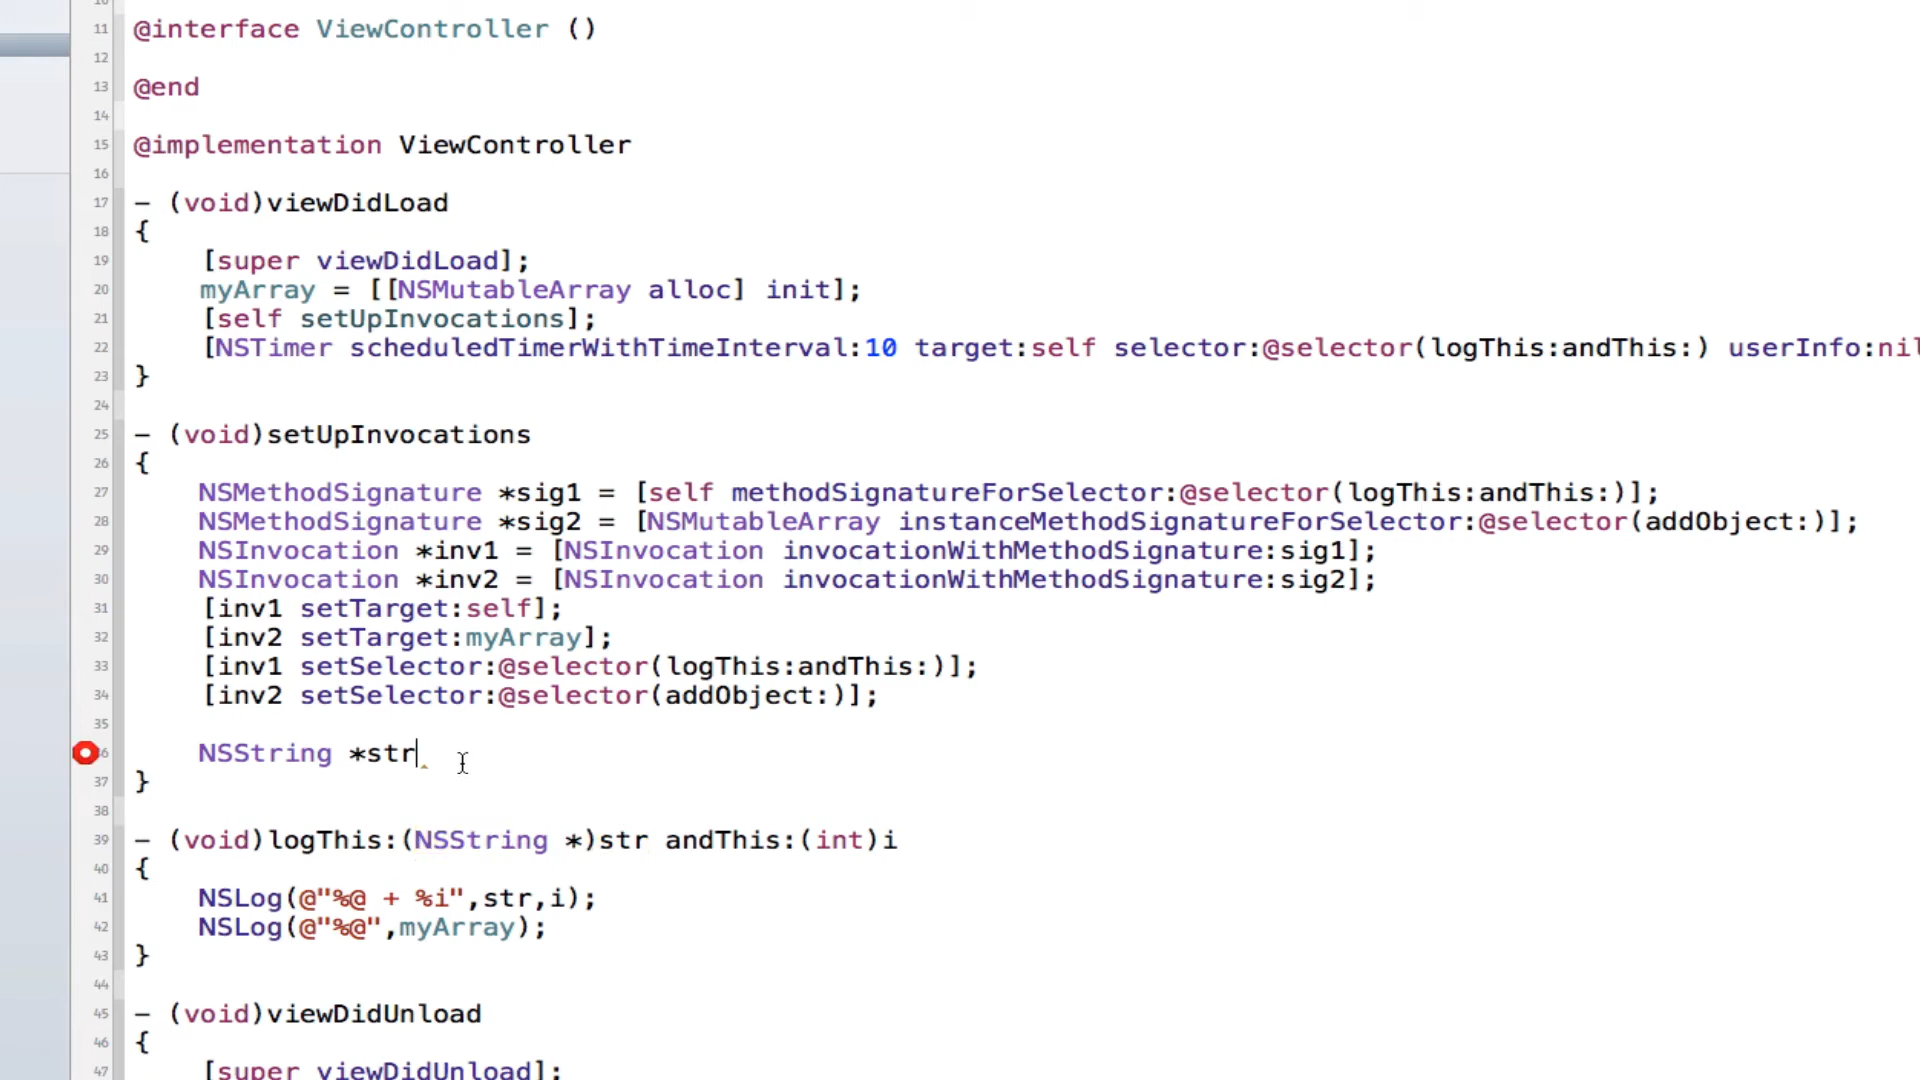 11 @interface ViewController ()
12
13 @end
14
15 @implementation ViewController
16
17 - (void)viewDidLoad
18 {
19 [super viewDidLoad];
20 myArray = [[NSMutableArray alloc] init];
21 [self setUpInvocations];
22 [NSTimer scheduledTimerWithTimeInterval:10 target:self selector:@selector(logThis:andThis:) userInfo:nil
23 }
24
25 - (void)setUpInvocations
26 {
27 NSMethodSignature *sig1 = [self methodSignatureForSelector:@selector(logThis:andThis:)];
28 NSMethodSignature *sig2 = [NSMutableArray instanceMethodSignatureForSelector:@selector(addObject:)];
29 NSInvocation *inv1 = [NSInvocation invocationWithMethodSignature:sig1];
30 NSInvocation *inv2 = [NSInvocation invocationWithMethodSignature:sig2];
31 [inv1 setTarget:self];
32 [inv2 setTarget:myArray];
33 [inv1 setSelector:@selector(logThis:andThis:)];
34 [inv2 setSelector:@selector(addObject:)];
35
6 NSString *str
37 }
38
39 - (void)logThis:(NSString *)str andThis:(int)i
40 {
41 NSLog(@"%@ + %i",str,i);
42 NSLog(@"%@",myArray);
43 }
44
45 - (void)viewDidUnload
46 {
47 [super viewDidUnload];